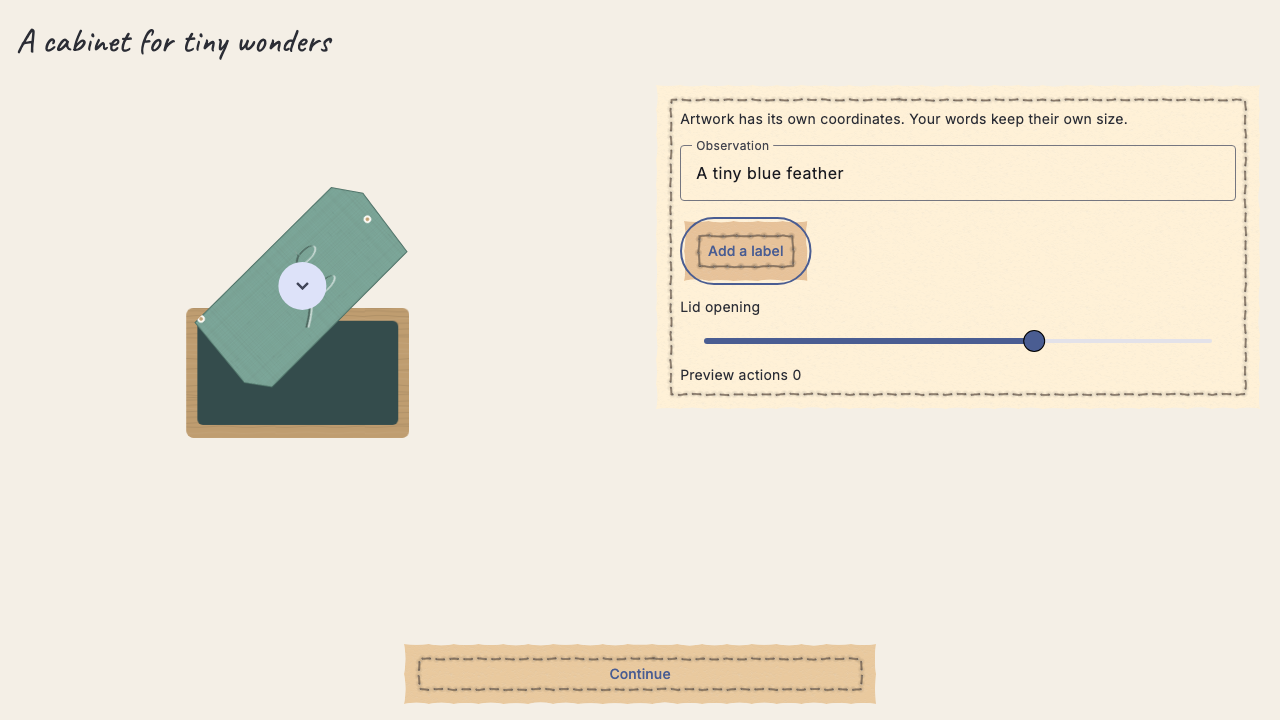 A cabinet for tiny wonders
Artwork has its own coordinates. Your words keep their own size.
Observation
A tiny blue feather
Add a label
Lid opening
Preview actions 0
Continue